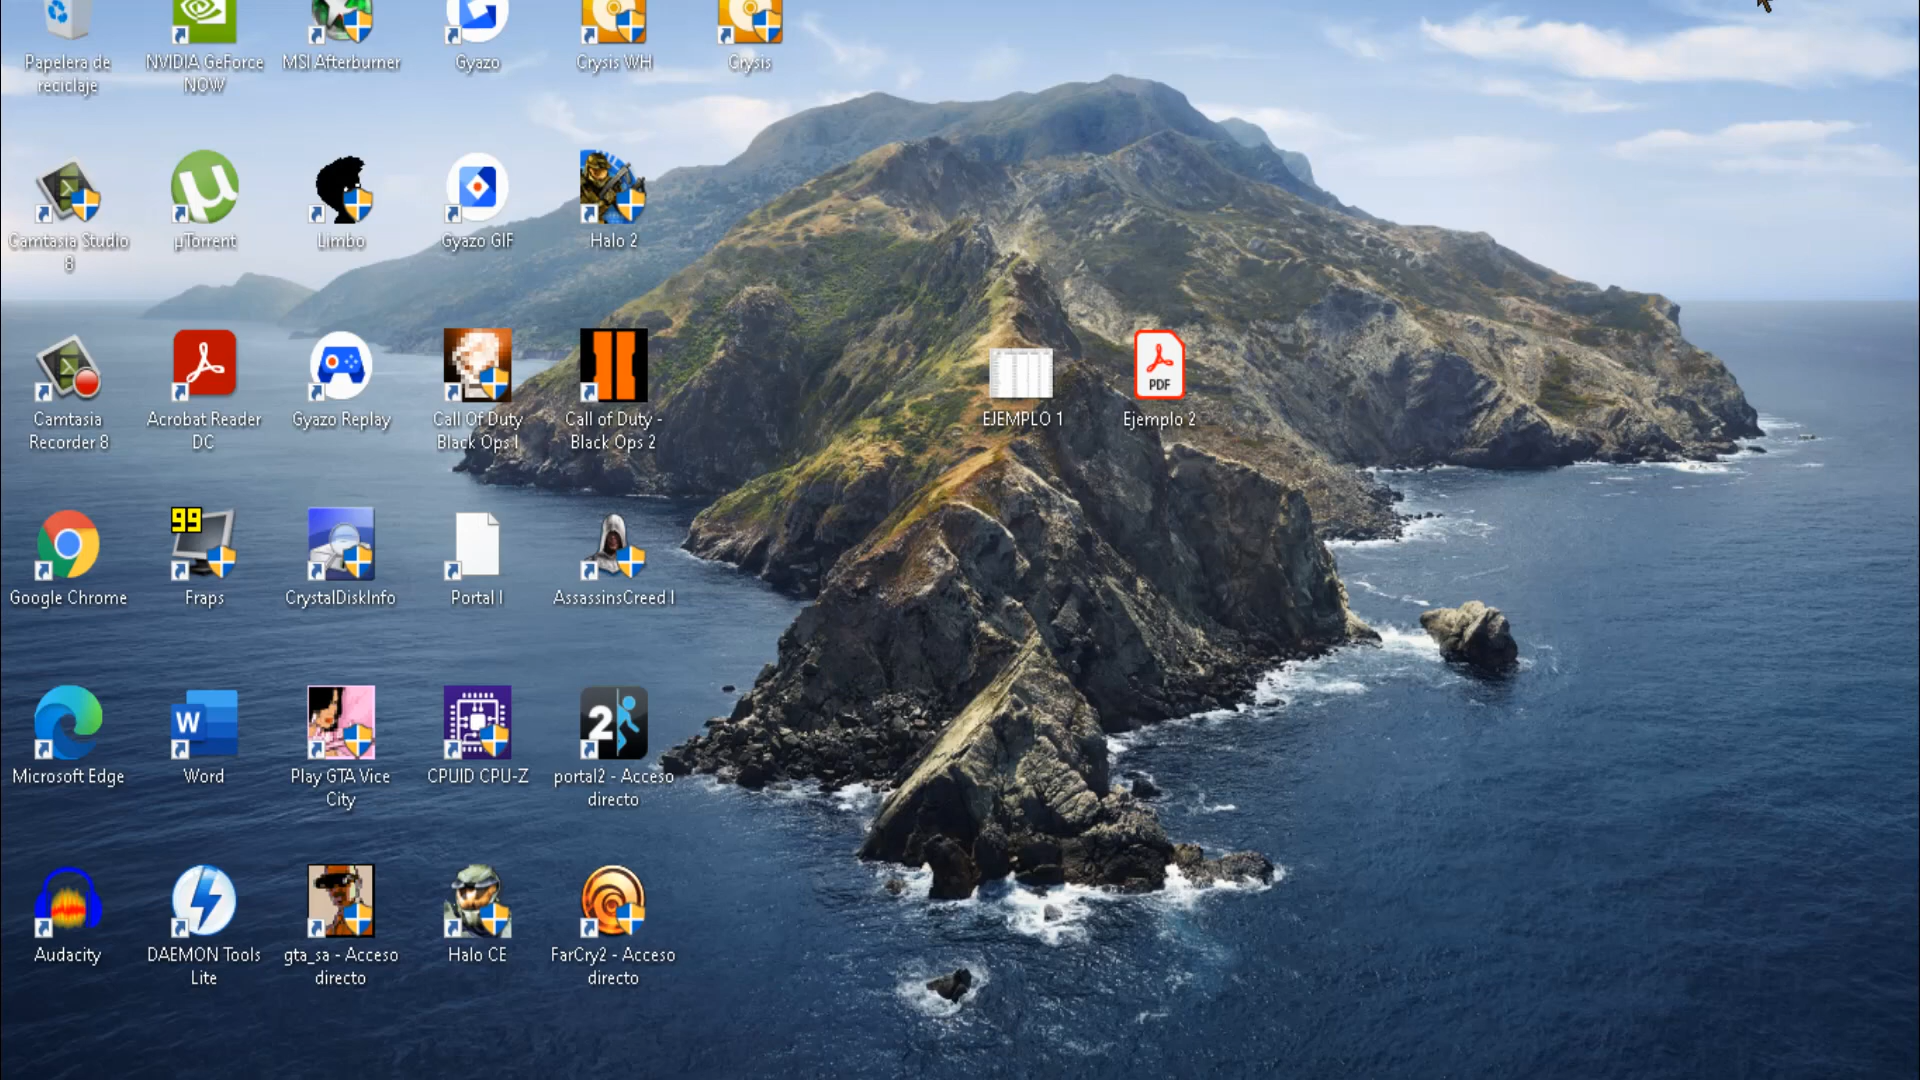 Papelera de
reciclaje
NVIDIA GeForce
NOW
MSI Afterburner
Gyazo
Crysis WH
Crysis
Camtasia Studio
8
µTorrent
Limbo
Gyazo GIF
Halo 2
Camtasia
Recorder 8
Acrobat Reader
DC
Gyazo Replay
Call Of Duty
Black Ops I
Call of Duty -
Black Ops 2
EJEMPLO 1
PDF
Ejemplo 2
99
Google Chrome
Fraps
CrystalDiskInfo
Portal I
AssassinsCreed I
W
2
Microsoft Edge
Word
Play GTA Vice
City
CPUID CPU-Z
portal2 - Acceso
directo
Audacity
DAEMON Tools
Lite
gta_sa - Acceso
directo
Halo CE
FarCry2 - Acceso
directo